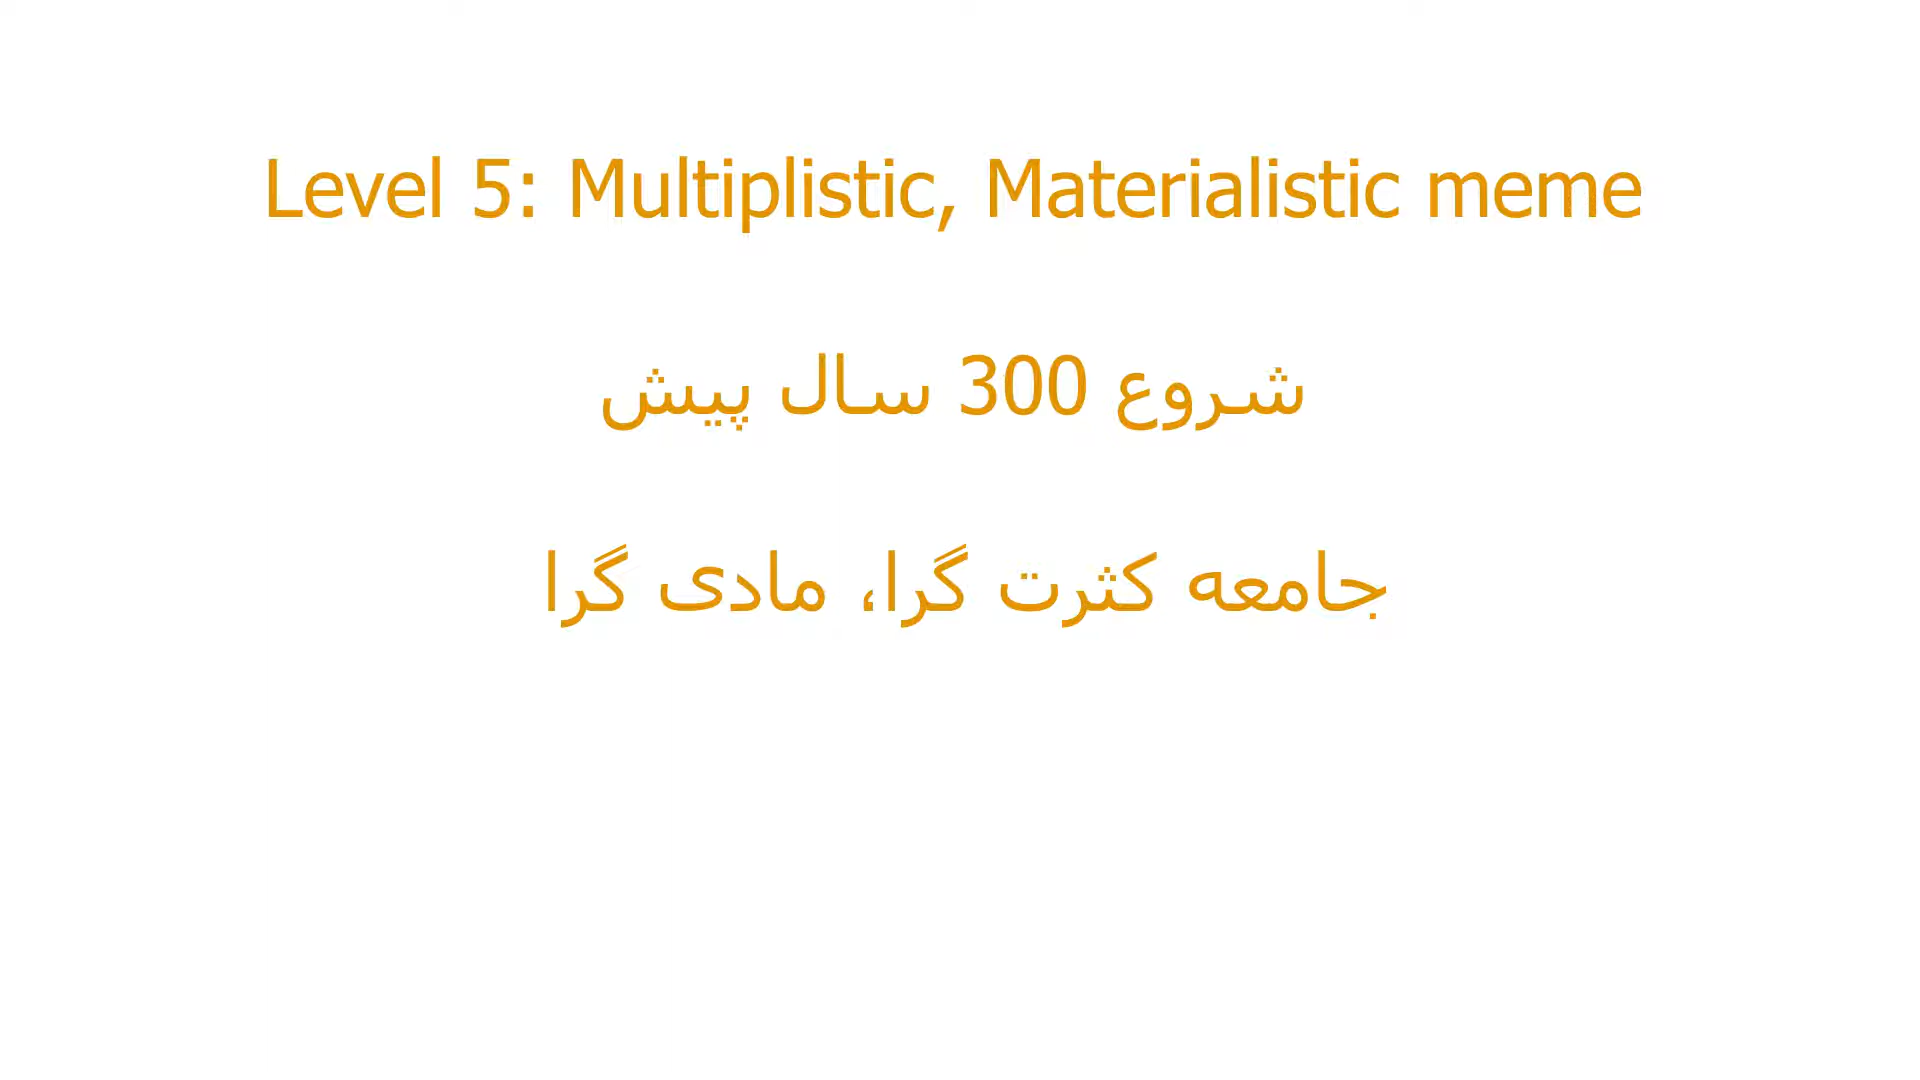 Level 5: Multiplistic, Materialistic meme
شروع 300 سال پیش
جامعه کثرت گرا، مادی گرا